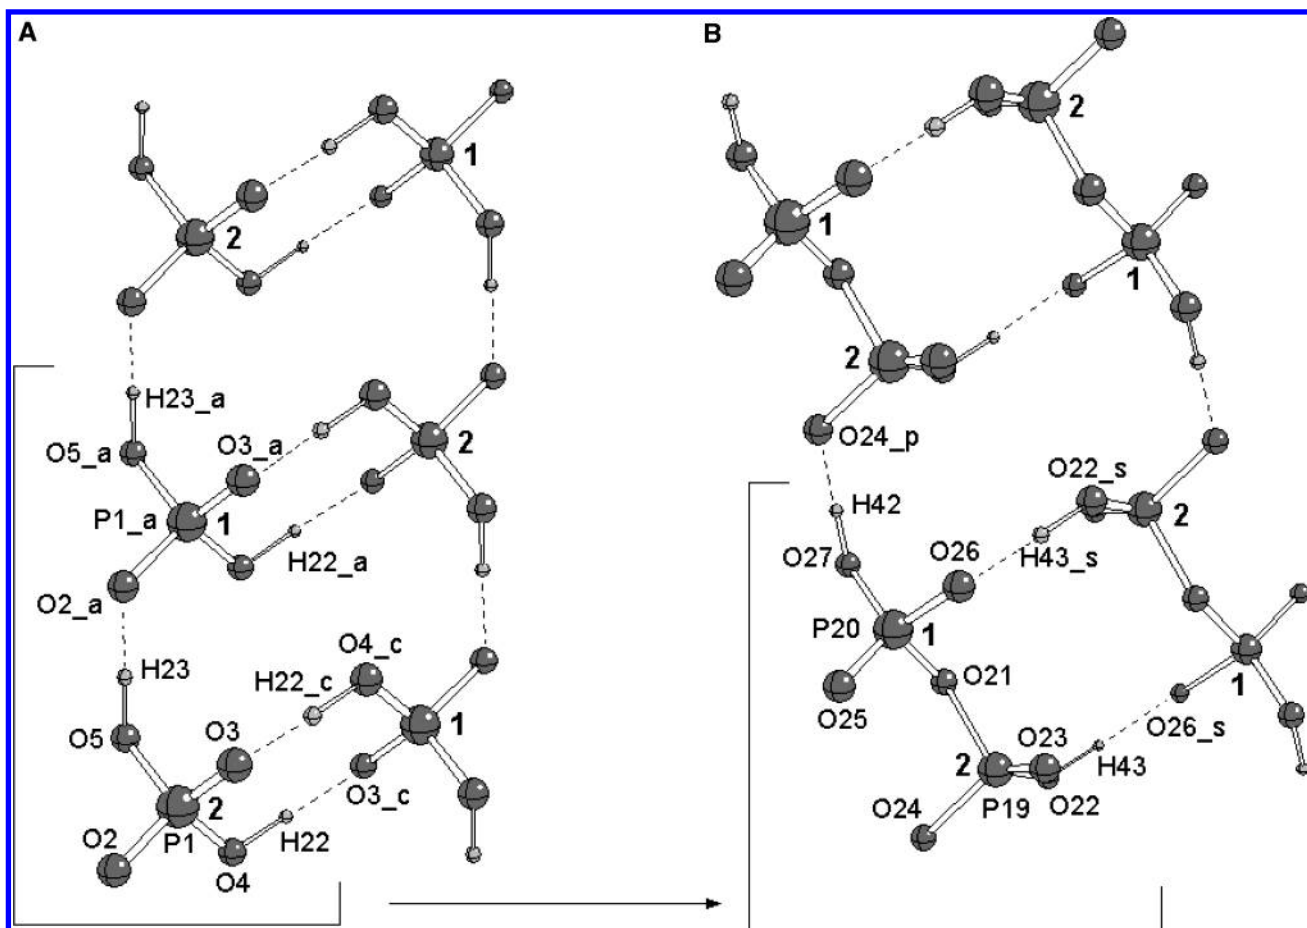 A
1
2
H23_a
O5_a
O3_a
2
P1_a
1
H22_a
O2_a
O4_c
H23
H22_c
O5
O3
1
2
O3_c
O2
P1
H22
O4
B
2
1
1
2
O24_p
O22_s
H42
2
O27
O26
H43_s
P20
1
O21
1
O25
O26_s
O23
2
H43
O24
P19
O22